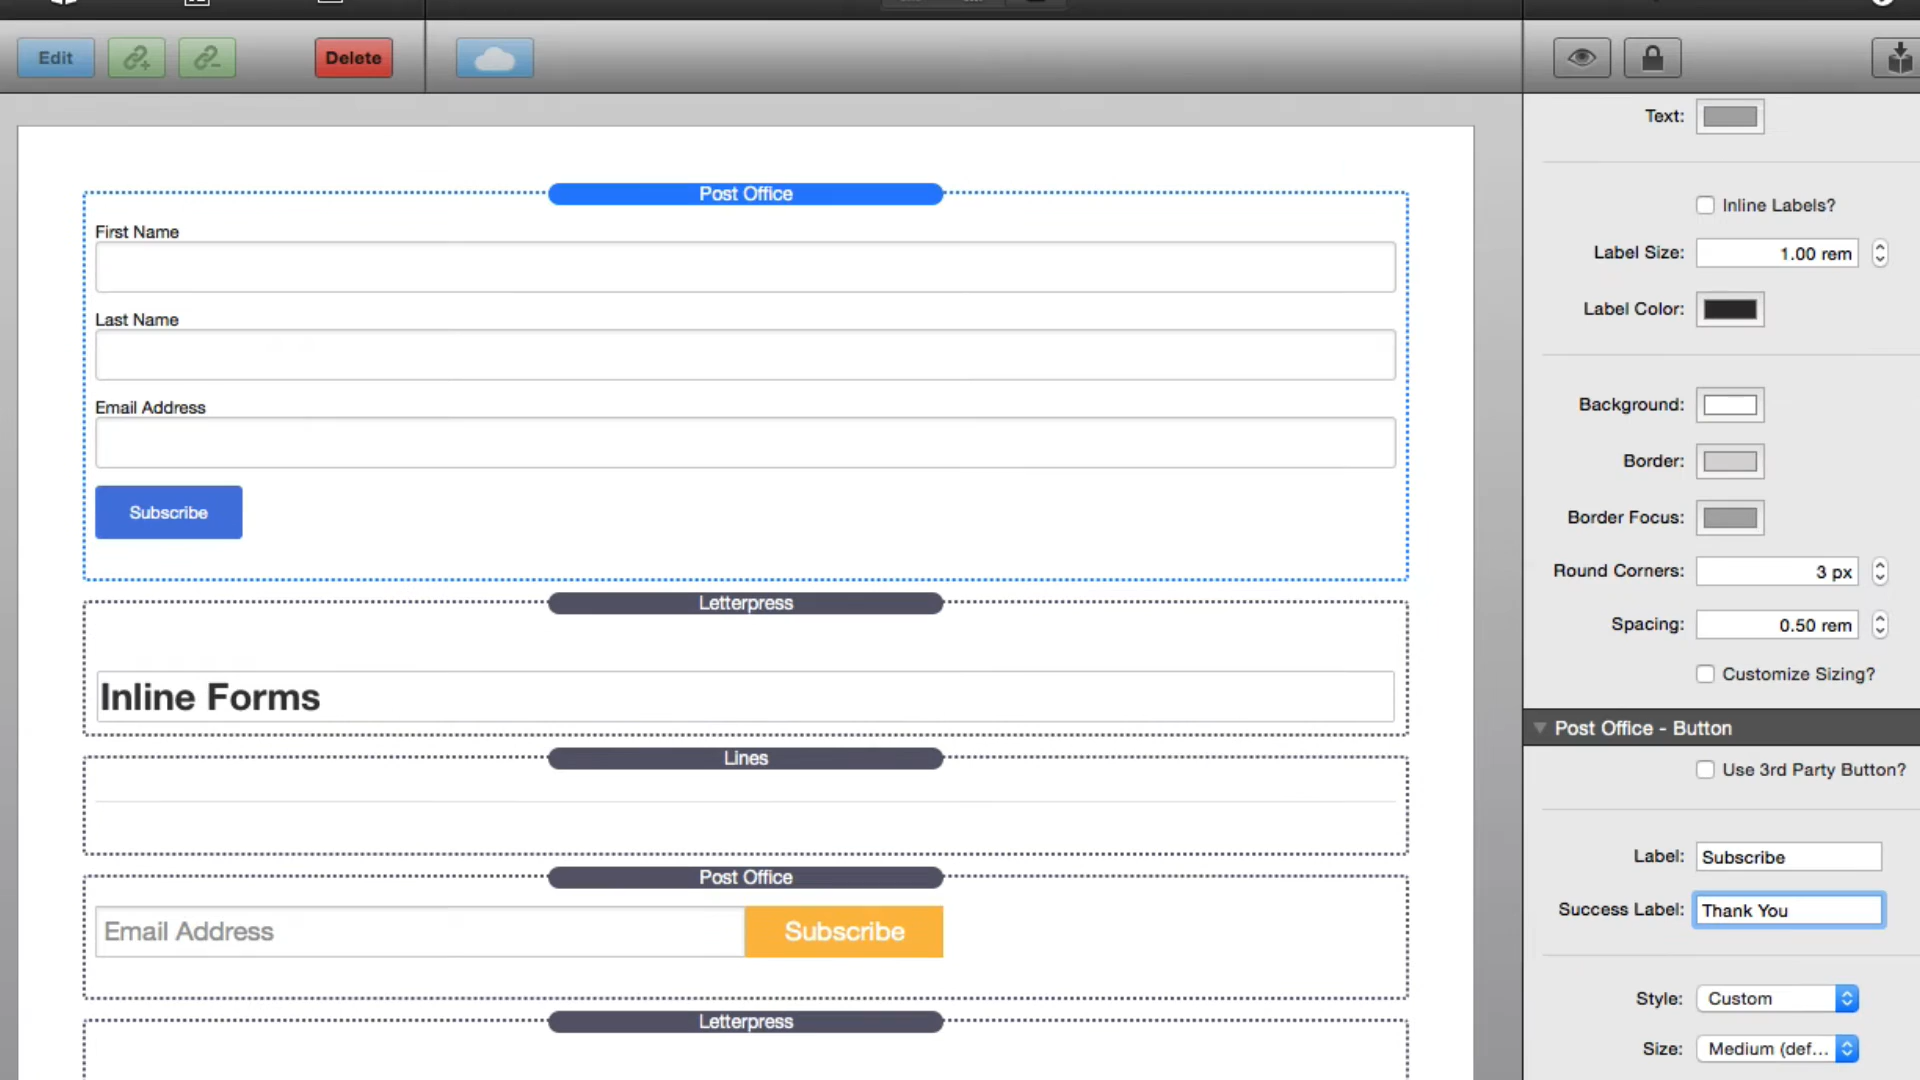 Edit
Delete
Post Office
First Name
Last Name
Email Address
Subscribe
Letterpress
Inline Forms
Lines
Post Office
Email Address
Subscribe
Letterpress
Text:
Inline Labels?
Label Size: 1.00 rem
Label Color:
Background:
Border:
Border Focus:
Round Corners: 3 px
Spacing: 0.50 rem
Customize Sizing?
Post Office - Button
Use 3rd Party Button?
Label: Subscribe
Success Label: Thank You
Style: Custom
Size: Medium (def...